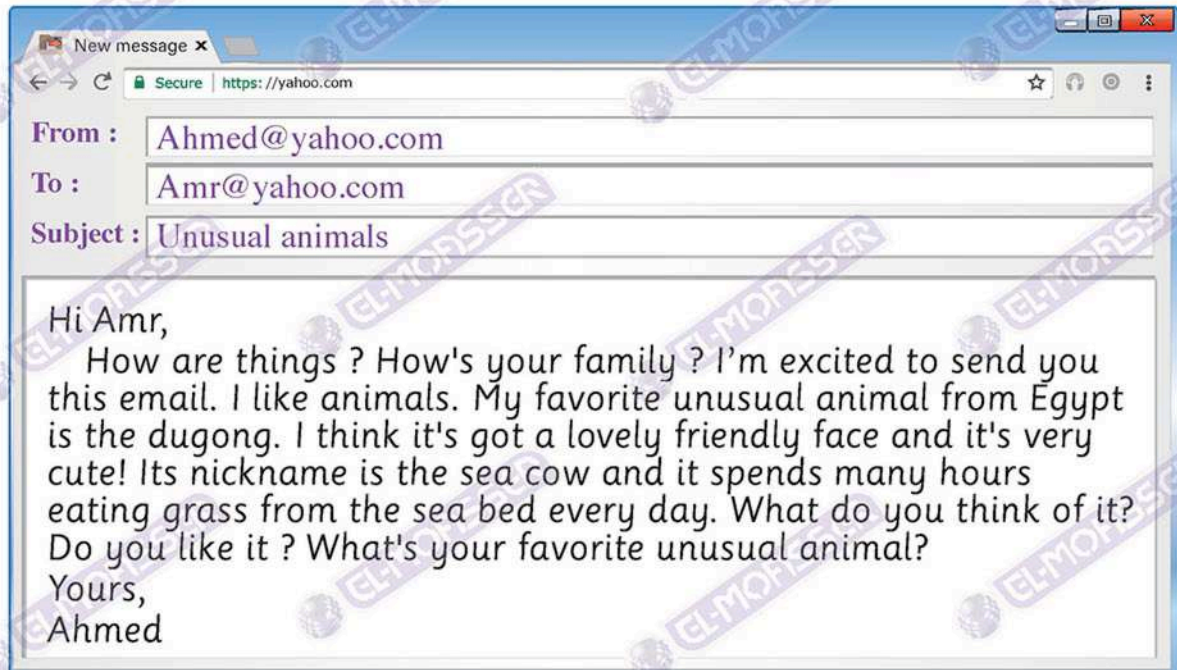 New message ×
Secure | https://yahoo.com
From : Ahmed@yahoo.com
To : Amr@yahoo.com
Subject : Unusual animals
Hi Amr,
How are things ? How's your family ? I’m excited to send you
this email. I like animals. My favorite unusual animal from Egypt
is the dugong. I think it's got a lovely friendly face and it's very
cute! Its nickname is the sea cow and it spends many hours
eating grass from the sea bed every day. What do you think of it?
Do you like it ? What's your favorite unusual animal?
Yours,
Ahmed
EL-MOASSER